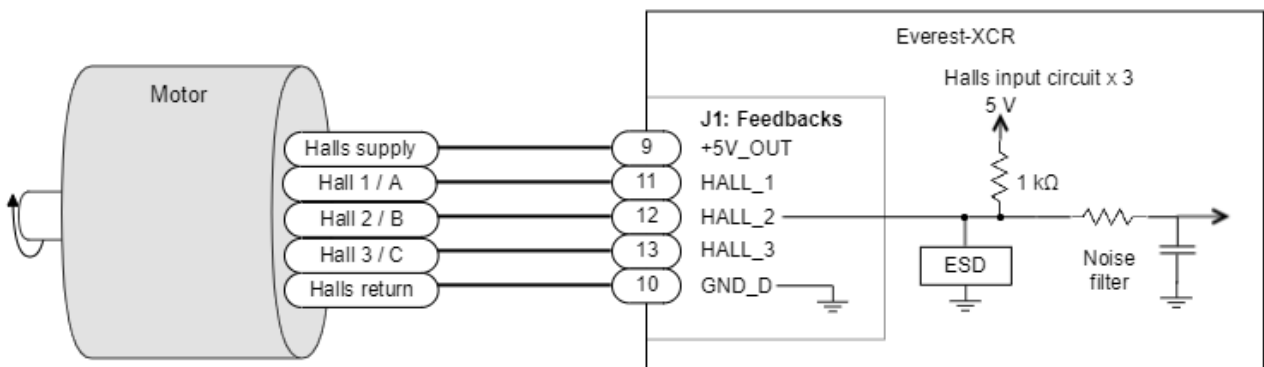 Everest-XCR
Motor
Halls input circuit x 3
5 V
J1: Feedbacks
Halls supply 9 +5V_OUT
Hall 1 / A 11 HALL_1
1 kΩ
Hall 2 / B 12 HALL_2
Hall 3 / C 13 HALL_3
ESD
Noise
filter
Halls return 10 GND_D